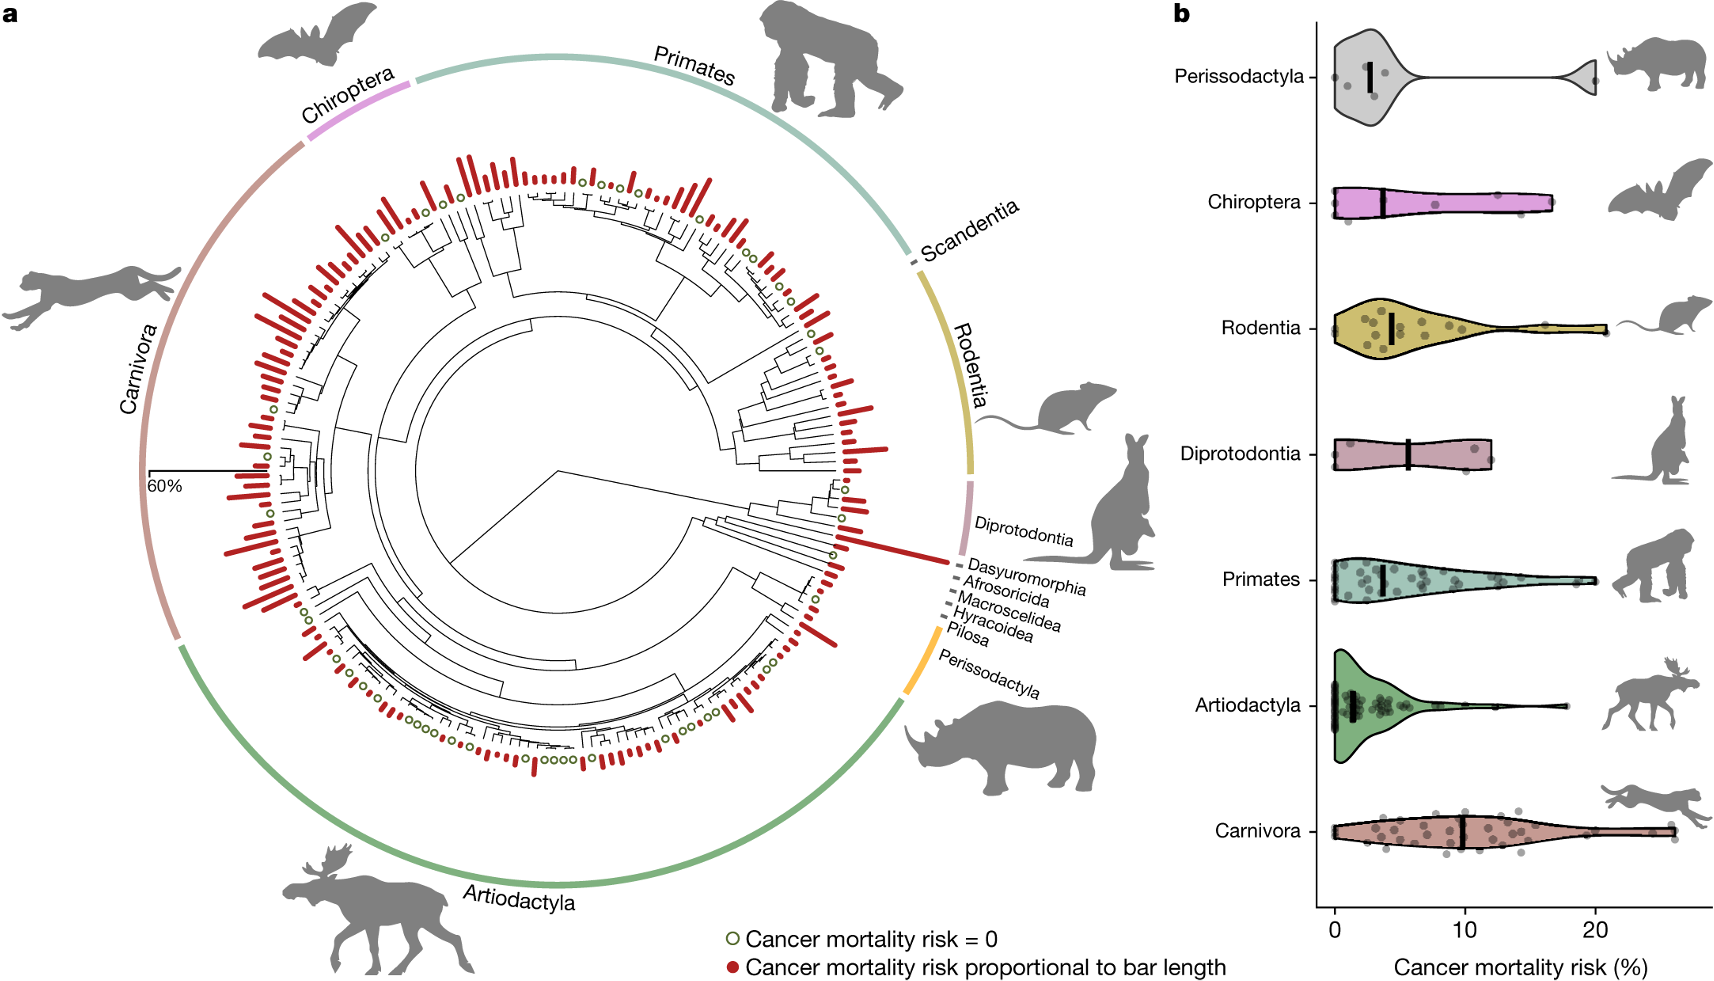 a
Chiroptera
Primates
Scandentia
Rodentia
Carnivora
60%
Diprotodontia
Dasyuromorphia
Afrosoricida
Macroscelidea
Hyracoidea
Pilosa
Perissodactyla
Artiodactyla
Cancer mortality risk = 0
Cancer mortality risk proportional to bar length
b
Perissodactyla
Chiroptera
Rodentia
Diprotodontia
Primates
Artiodactyla
Carnivora
0 10 20
Cancer mortality risk (%)